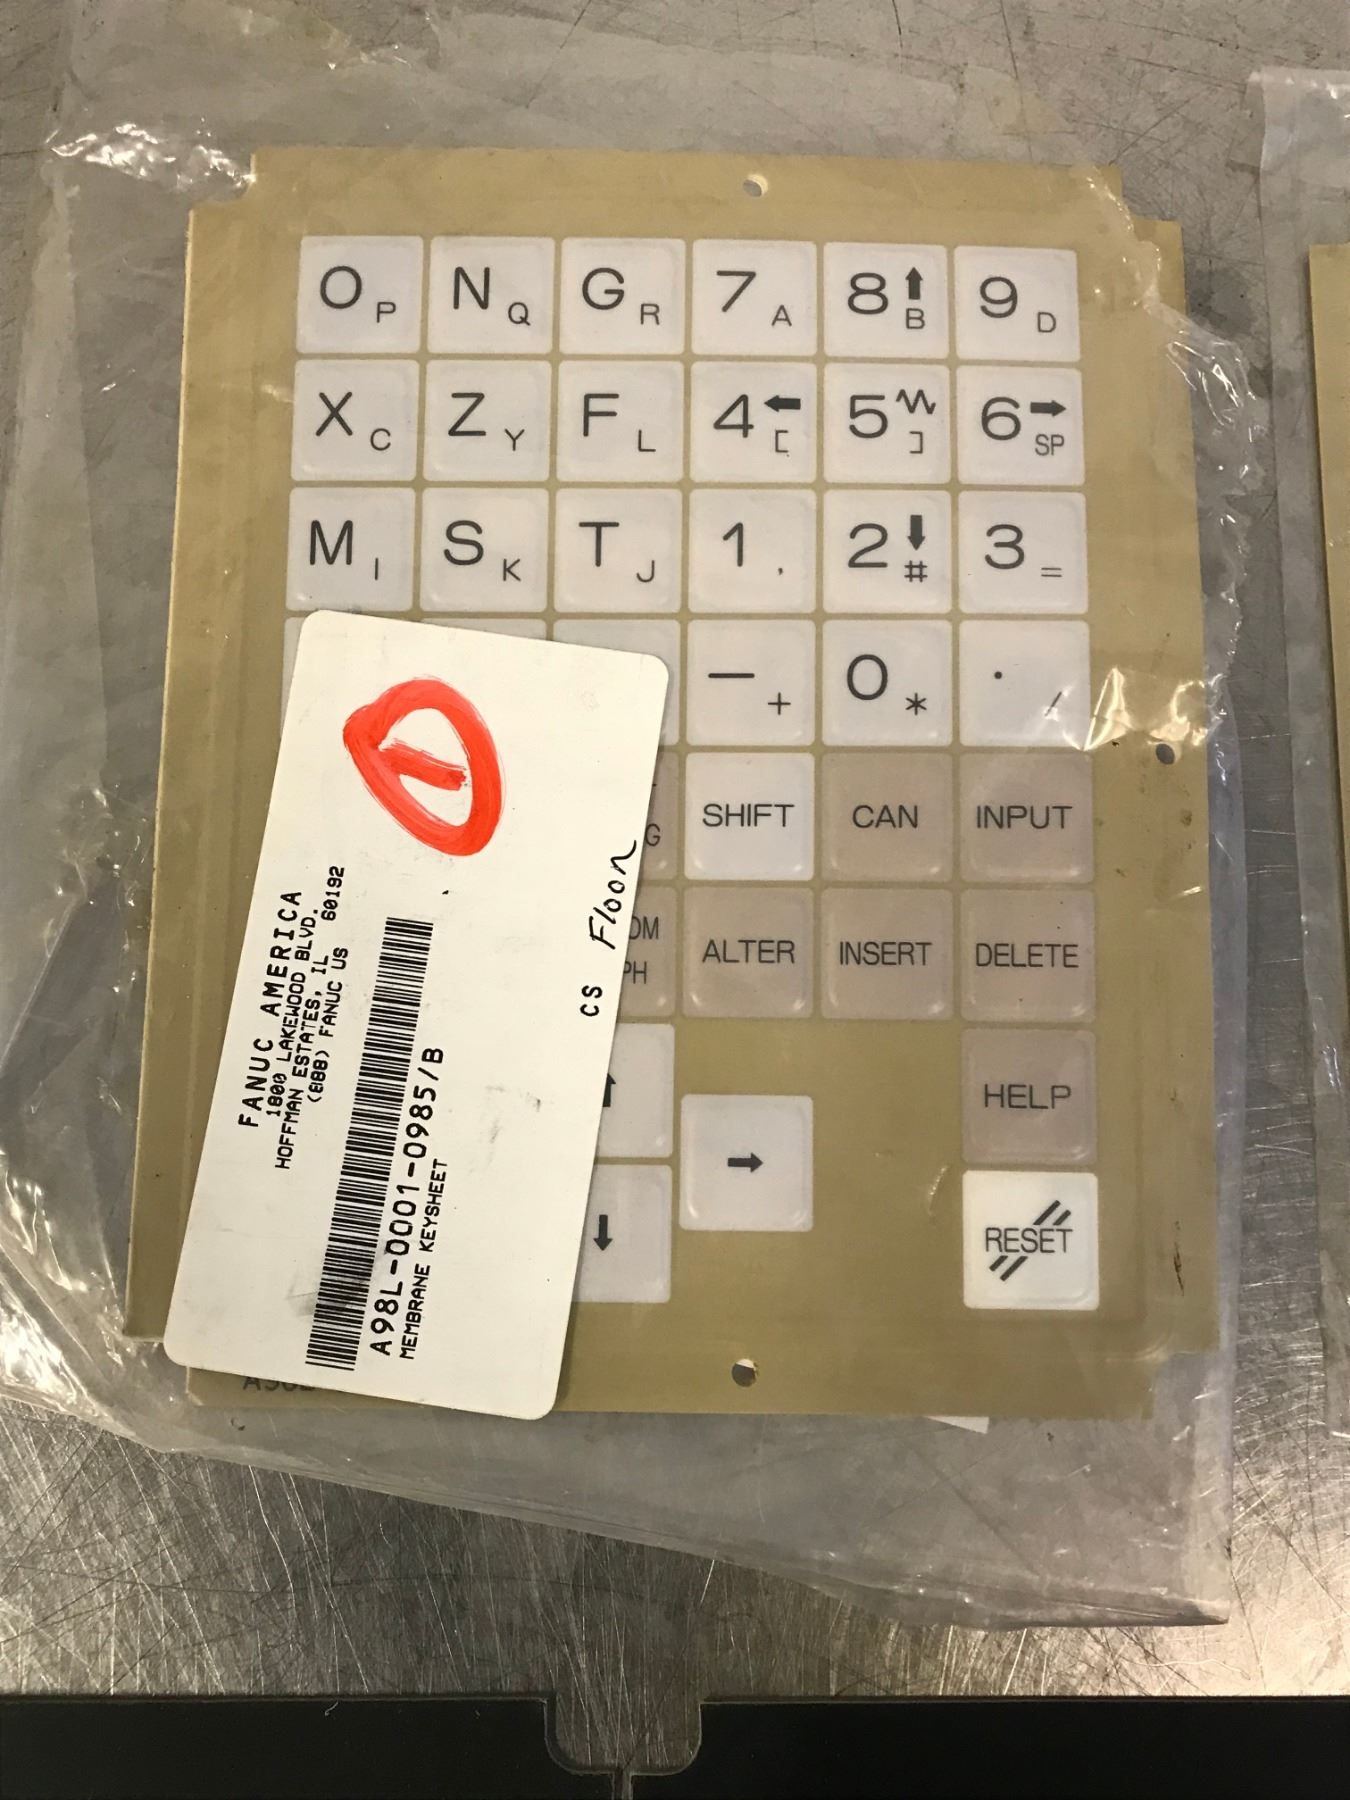 O P N Q G R 7 A 8 B 9 D
X C Z Y F L 4 [ 5 ] 6 SP
M I S K T J 1 , 2 # 3 =
- + 0 * . /
SHIFT CAN INPUT
ALTER INSERT DELETE
HELP
RESET
FANUC AMERICA
1800 LAKEWOOD BLVD.
HOFFMAN ESTATES, IL 60192
(888) FANUC US
A98L-0001-0985/B
MEMBRANE KEYSHEET
CS Floor